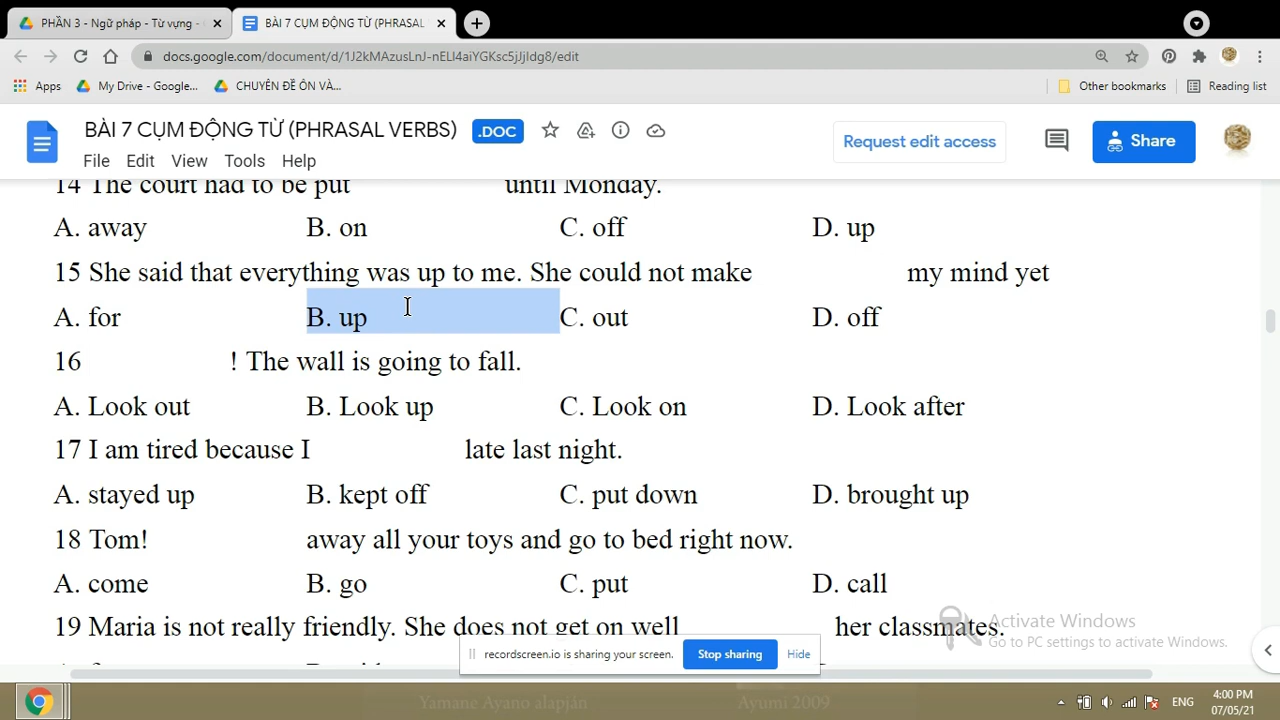 PHẦN 3 - Ngữ pháp - Từ vựng -
BÀI 7 CỤM ĐỘNG TỪ (PHRASAL
docs.google.com/document/d/1J2kMAzusLnJ-nELl4aiYGKsc5jJjIdg8/edit
Apps My Drive - Google... CHUYÊN ĐỀ ÔN VÀ... Other bookmarks Reading list
BÀI 7 CỤM ĐỘNG TỪ (PHRASAL VERBS) .DOC
Request edit access Share
File Edit View Tools Help
14 The court had to be put until Monday.
A. away B. on C. off D. up
15 She said that everything was up to me. She could not make my mind yet
A. for B. up C. out D. off
16 ! The wall is going to fall.
A. Look out B. Look up C. Look on D. Look after
17 I am tired because I late last night.
A. stayed up B. kept off C. put down D. brought up
18 Tom! away all your toys and go to bed right now.
A. come B. go C. put D. call
19 Maria is not really friendly. She does not get on well her classmates.
Activate Windows
Go to PC settings to activate Windows.
recordscreen.io is sharing your screen. Stop sharing Hide
Yamane Ayano alapján Ayumi 2009
ENG
4:00 PM
07/05/21